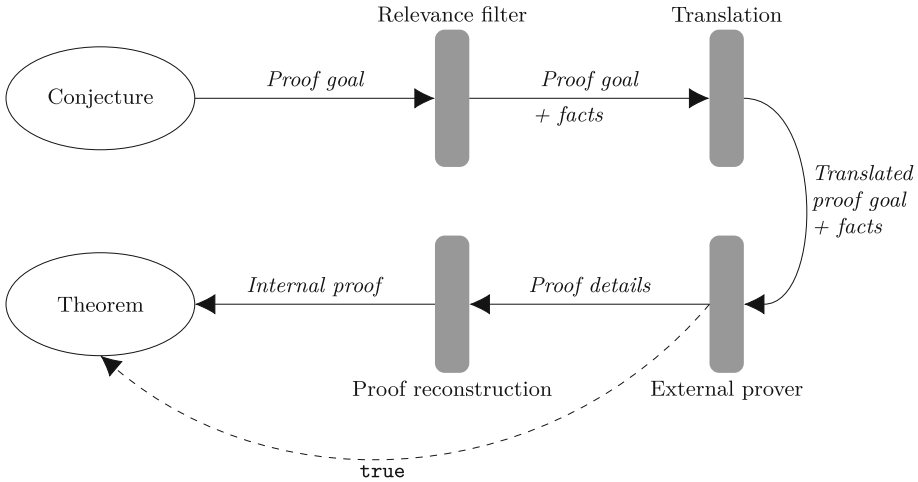 Relevance filter
Translation
Conjecture
Proof goal
Proof goal
+ facts
Translated
proof goal
+ facts
Theorem
Internal proof
Proof details
Proof reconstruction
External prover
true